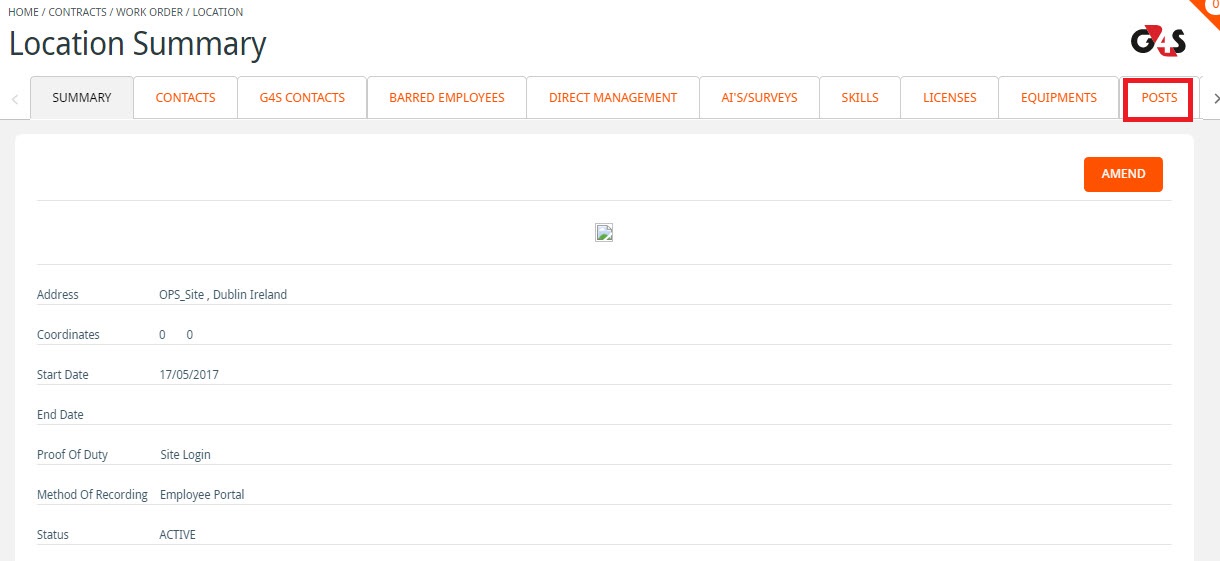 HOME / CONTRACTS / WORK ORDER / LOCATION
0
Location Summary
G4S
SUMMARY CONTACTS G4S CONTACTS BARRED EMPLOYEES DIRECT MANAGEMENT AI'S/SURVEYS SKILLS LICENSES EQUIPMENTS POSTS
AMEND
Address OPS_Site , Dublin Ireland
Coordinates 0 0
Start Date 17/05/2017
End Date
Proof Of Duty Site Login
Method Of Recording Employee Portal
Status ACTIVE